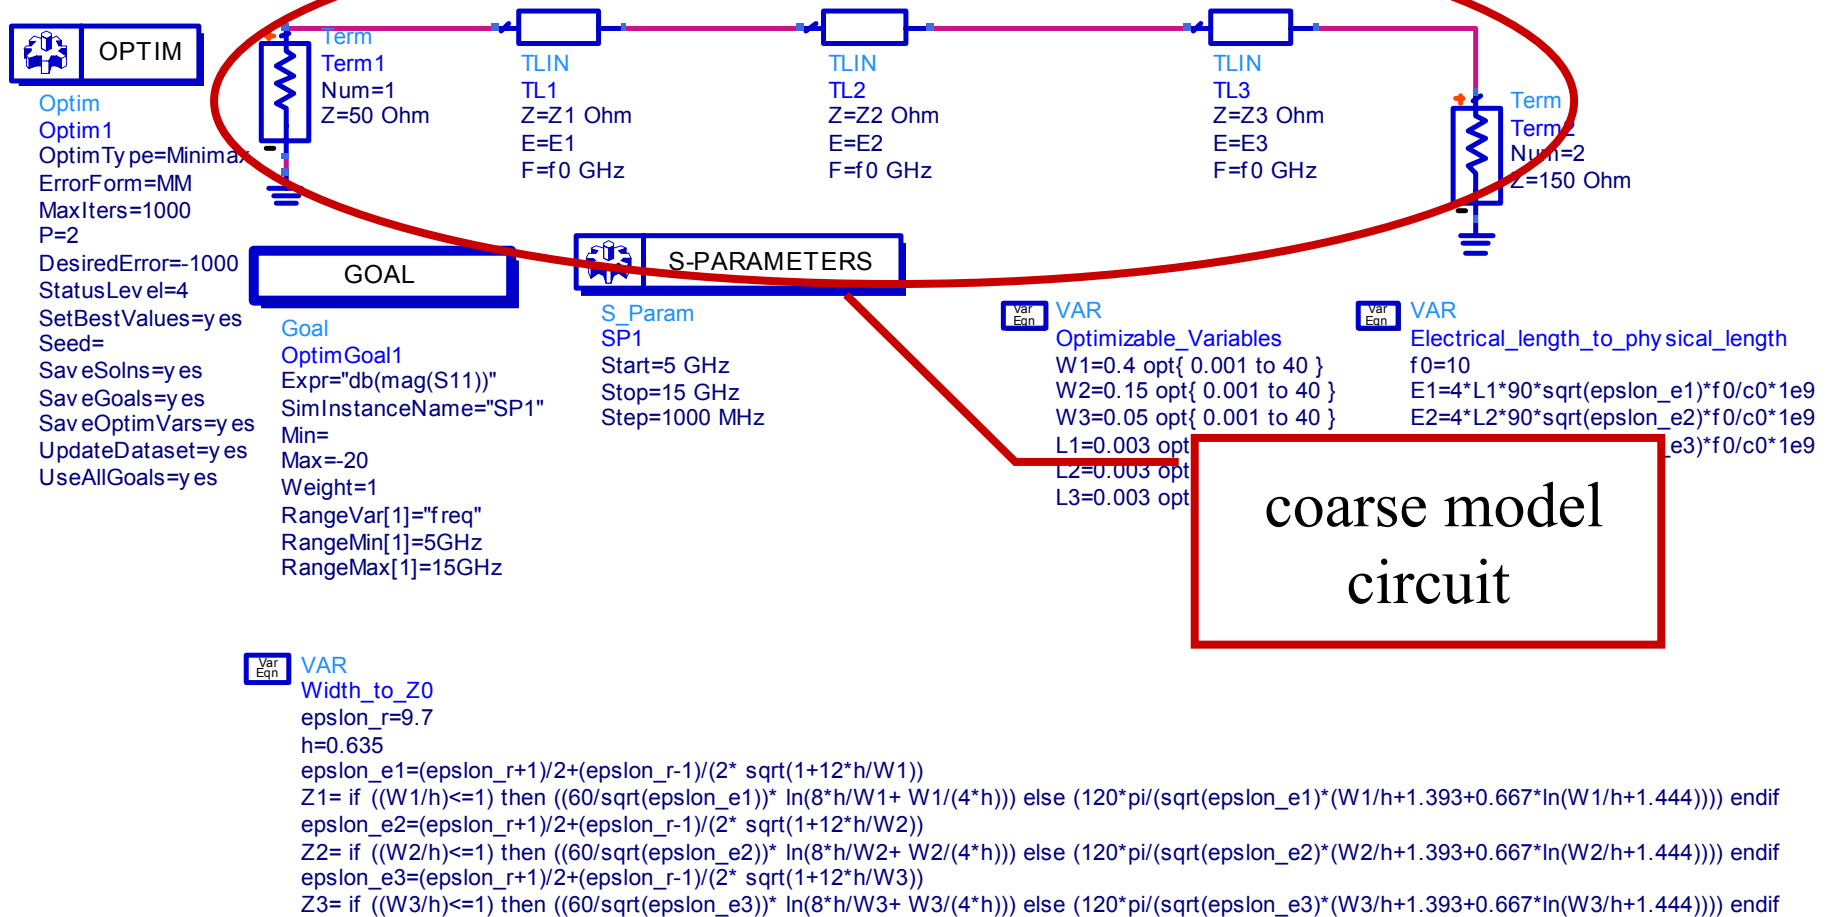 OPTIM
Optim
Optim1
OptimType=Minimax
ErrorForm=MM
MaxIters=1000
P=2
DesiredError=-1000
StatusLevel=4
SetBestValues=yes
Seed=
SaveSolns=yes
SaveGoals=yes
SaveOptimVars=yes
UpdateDataset=yes
UseAllGoals=yes
Term
Term1
Num=1
Z=50 Ohm
TLIN
TL1
Z=Z1 Ohm
E=E1
F=f0 GHz
TLIN
TL2
Z=Z2 Ohm
E=E2
F=f0 GHz
TLIN
TL3
Z=Z3 Ohm
E=E3
F=f0 GHz
Term
Term2
Num=2
Z=150 Ohm
GOAL
Goal
OptimGoal1
Expr="db(mag(S11))"
SimInstanceName="SP1"
Min=
Max=-20
Weight=1
RangeVar[1]="freq"
RangeMin[1]=5GHz
RangeMax[1]=15GHz
S-PARAMETERS
S_Param
SP1
Start=5 GHz
Stop=15 GHz
Step=1000 MHz
Var
Eqn
VAR
Optimizable_Variables
W1=0.4 opt{ 0.001 to 40 }
W2=0.15 opt{ 0.001 to 40 }
W3=0.05 opt{ 0.001 to 40 }
L1=0.003 opt
L2=0.003 opt
L3=0.003 opt
Var
Eqn
VAR
Electrical_length_to_physical_length
f0=10
E1=4*L1*90*sqrt(epslon_e1)*f0/c0*1e9
E2=4*L2*90*sqrt(epslon_e2)*f0/c0*1e9
_e3)*f0/c0*1e9
coarse model
circuit
Var
Eqn
VAR
Width_to_Z0
epslon_r=9.7
h=0.635
epslon_e1=(epslon_r+1)/2+(epslon_r-1)/(2* sqrt(1+12*h/W1))
Z1= if ((W1/h)<=1) then ((60/sqrt(epslon_e1))* ln(8*h/W1+ W1/(4*h))) else (120*pi/(sqrt(epslon_e1)*(W1/h+1.393+0.667*ln(W1/h+1.444)))) endif
epslon_e2=(epslon_r+1)/2+(epslon_r-1)/(2* sqrt(1+12*h/W2))
Z2= if ((W2/h)<=1) then ((60/sqrt(epslon_e2))* ln(8*h/W2+ W2/(4*h))) else (120*pi/(sqrt(epslon_e2)*(W2/h+1.393+0.667*ln(W2/h+1.444)))) endif
epslon_e3=(epslon_r+1)/2+(epslon_r-1)/(2* sqrt(1+12*h/W3))
Z3= if ((W3/h)<=1) then ((60/sqrt(epslon_e3))* ln(8*h/W3+ W3/(4*h))) else (120*pi/(sqrt(epslon_e3)*(W3/h+1.393+0.667*ln(W3/h+1.444)))) endif